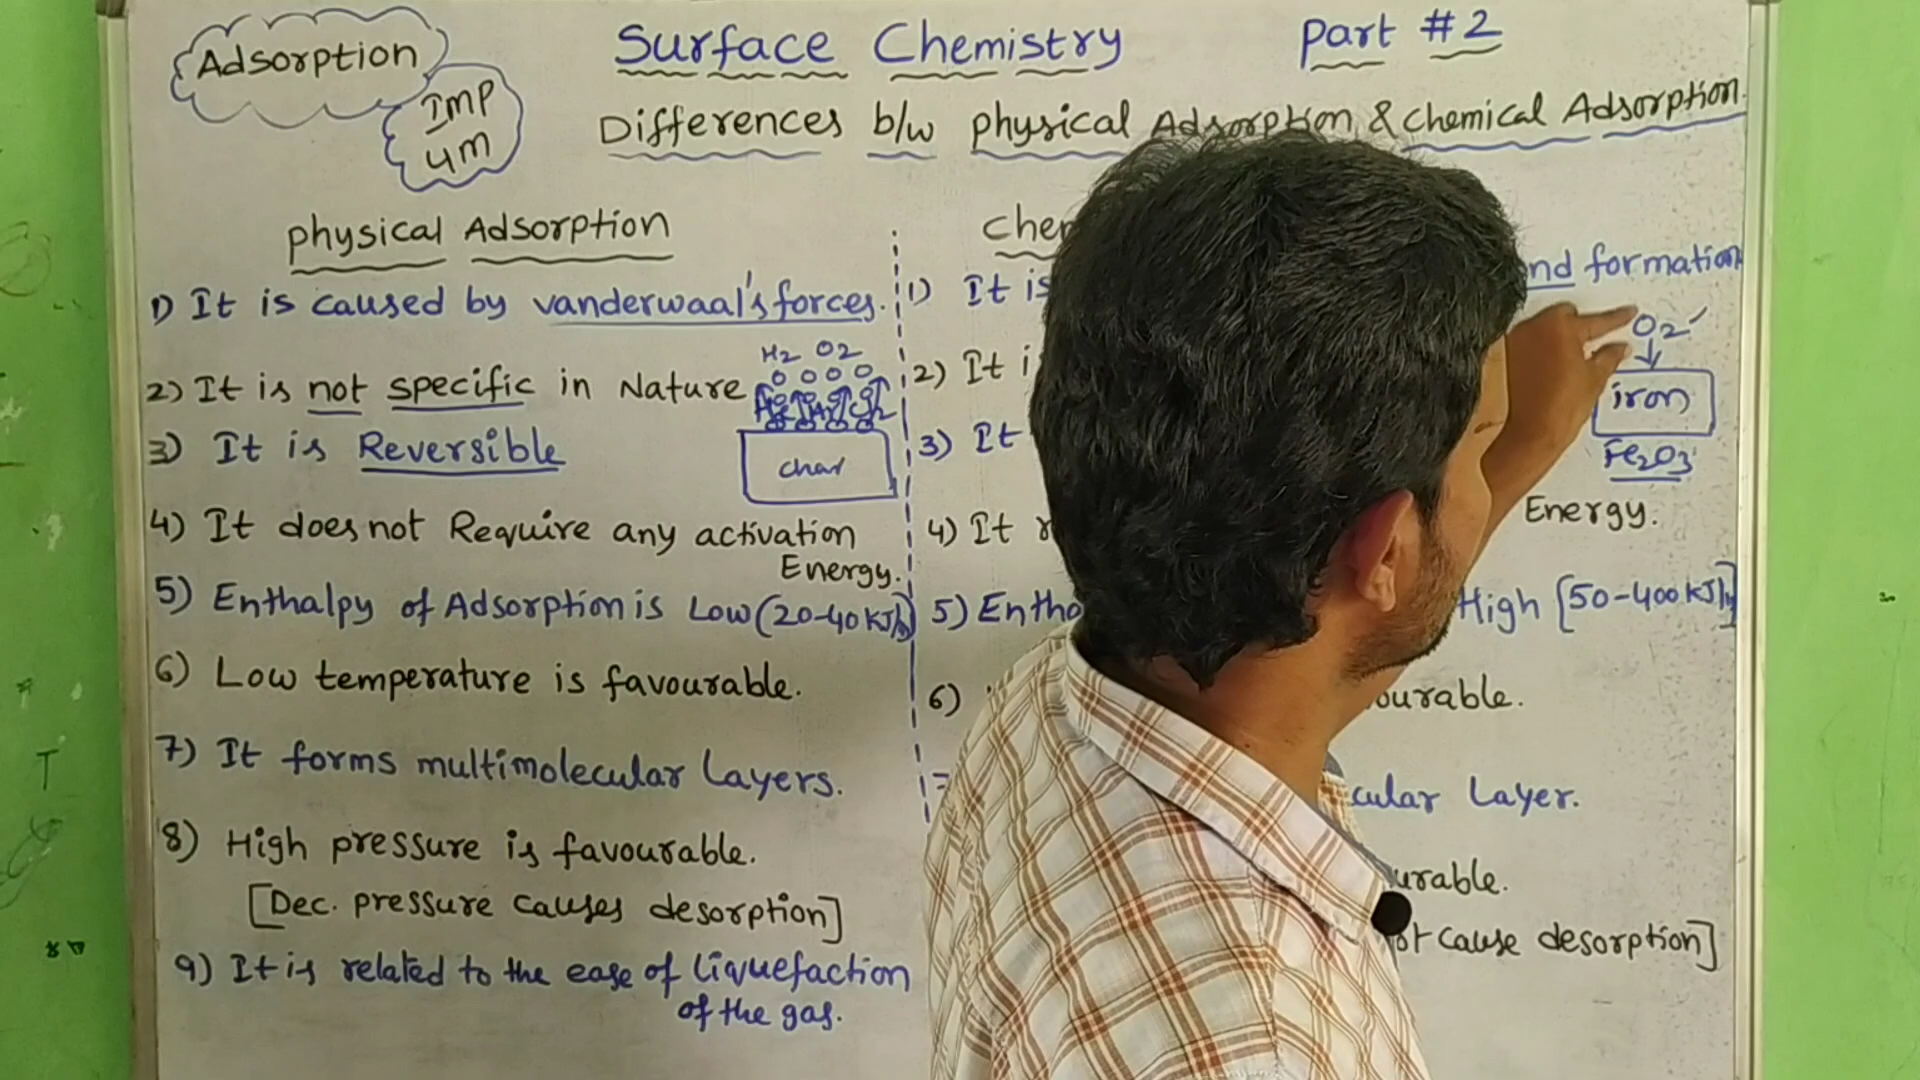 Adsorption
IMP
4m
Surface Chemistry Part #2
Differences b/w physical Adsorption & chemical Adsorption.
physical Adsorption
1) It is caused by vanderwaal's forces.
H2 O2
2) It is not specific in Nature
3) It is Reversible
char
4) It does not Require any activation
Energy.
5) Enthalpy of Adsorption is Low (20-40 KJ/
6) Low temperature is favourable.
7) It forms multimolecular Layers.
8) High pressure is favourable.
[Dec. pressure causes desorption]
9) It is related to the ease of liquefaction
of the gas.
1) It is formation
O2
2) It
iron
3) It
Fe2O3
4) It Energy.
5) High [50-400 KJ/
6)
Layer.
cause desorption]